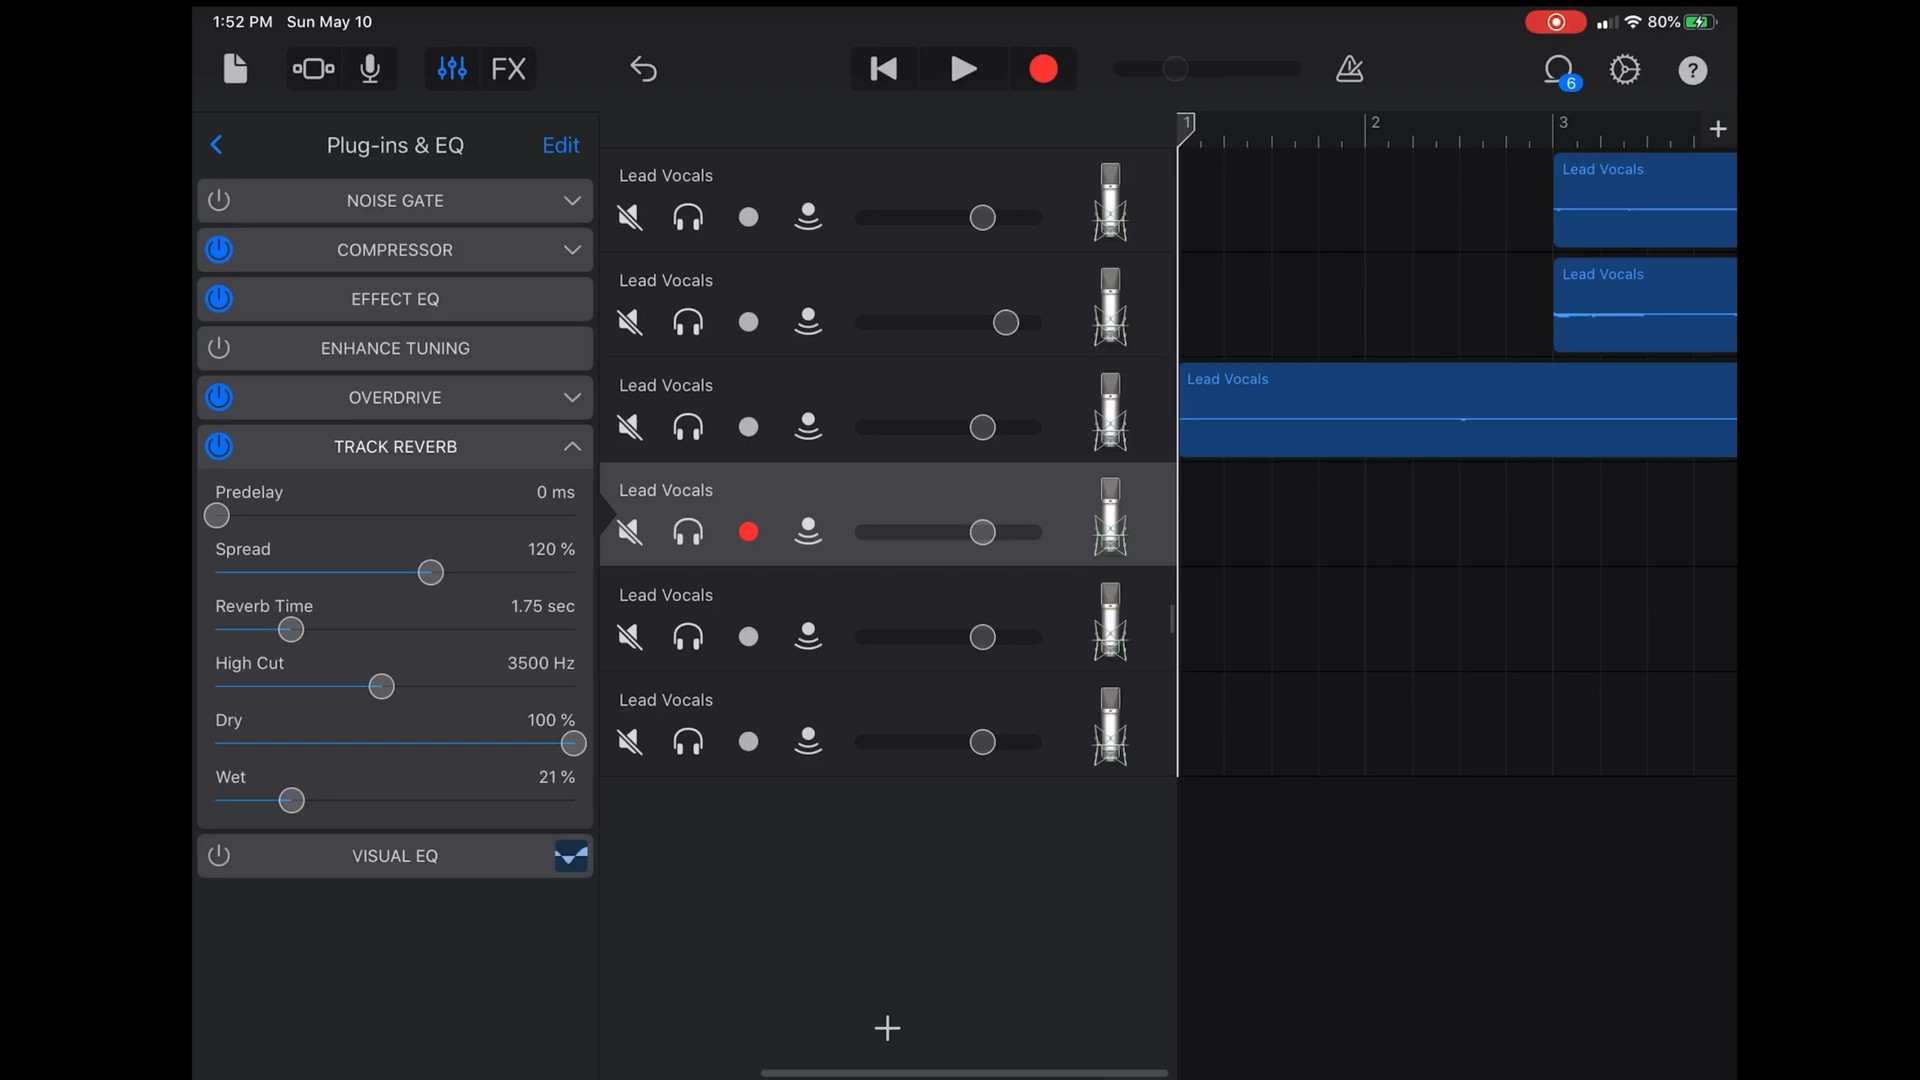 1:52 PM Sun May 10
80%
FX
6
?
Plug-ins & EQ
Edit
NOISE GATE
COMPRESSOR
EFFECT EQ
ENHANCE TUNING
OVERDRIVE
TRACK REVERB
Predelay 0 ms
Spread 120 %
Reverb Time 1.75 sec
High Cut 3500 Hz
Dry 100 %
Wet 21 %
VISUAL EQ
Lead Vocals
Lead Vocals
Lead Vocals
Lead Vocals
Lead Vocals
Lead Vocals
1 2 3
Lead Vocals
Lead Vocals
Lead Vocals